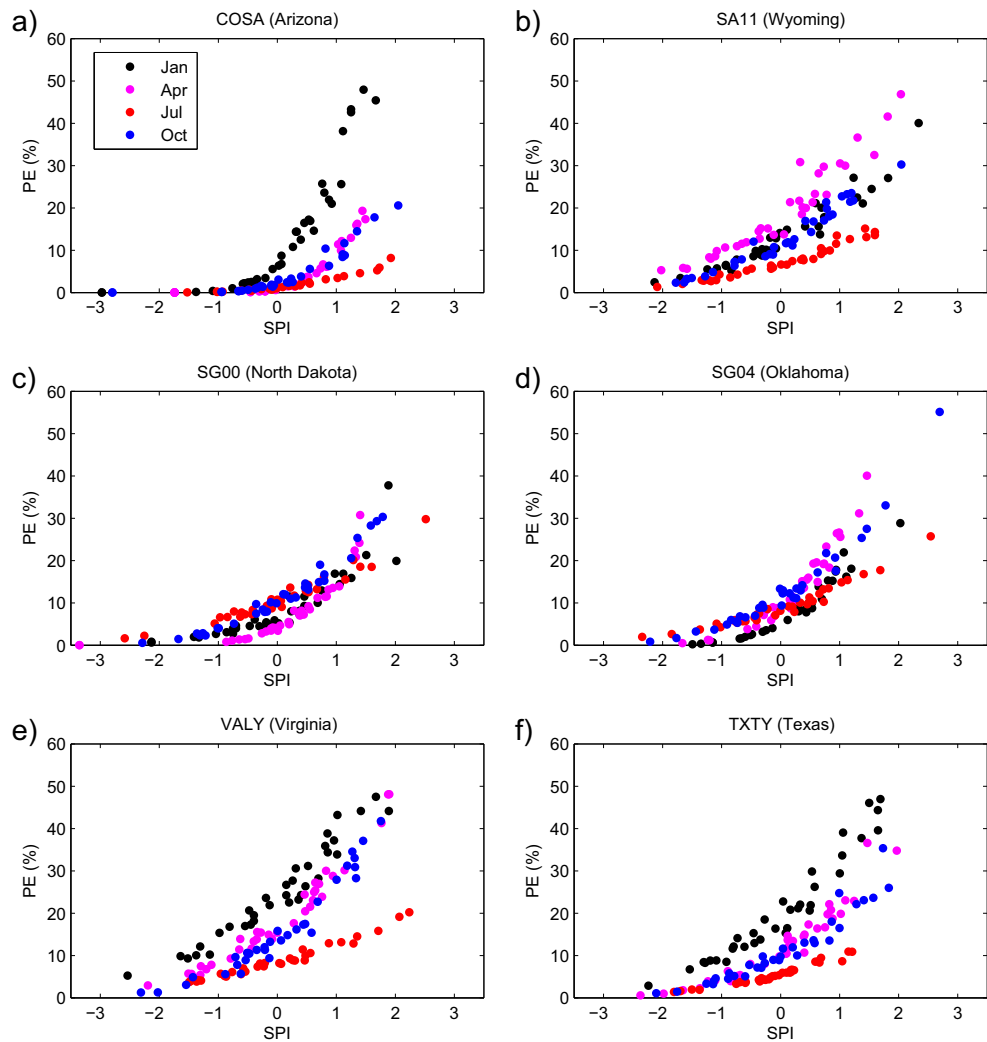 a)
COSA (Arizona)
60
50
40
30
20
10
0
PE (%)
Jan
Apr
Jul
Oct
−3 −2 −1 0 1 2 3
SPI
b)
SA11 (Wyoming)
60
50
40
30
20
10
0
PE (%)
−3 −2 −1 0 1 2 3
SPI
c)
SG00 (North Dakota)
60
50
40
30
20
10
0
PE (%)
−3 −2 −1 0 1 2 3
SPI
d)
SG04 (Oklahoma)
60
50
40
30
20
10
0
PE (%)
−3 −2 −1 0 1 2 3
SPI
e)
VALY (Virginia)
60
50
40
30
20
10
0
PE (%)
−3 −2 −1 0 1 2 3
SPI
f)
TXTY (Texas)
60
50
40
30
20
10
0
PE (%)
−3 −2 −1 0 1 2 3
SPI